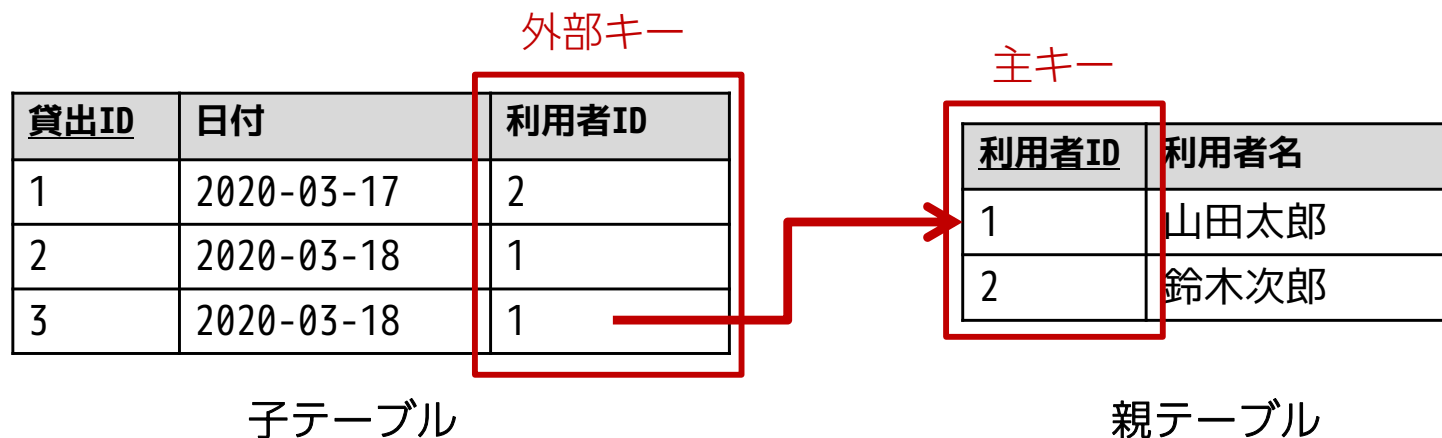 外部キー
主キー
貸出ID 日付 利用者ID
1 2020-03-17 2
2 2020-03-18 1
3 2020-03-18 1
利用者ID 利用者名
1 山田太郎
2 鈴木次郎
子テーブル
親テーブル